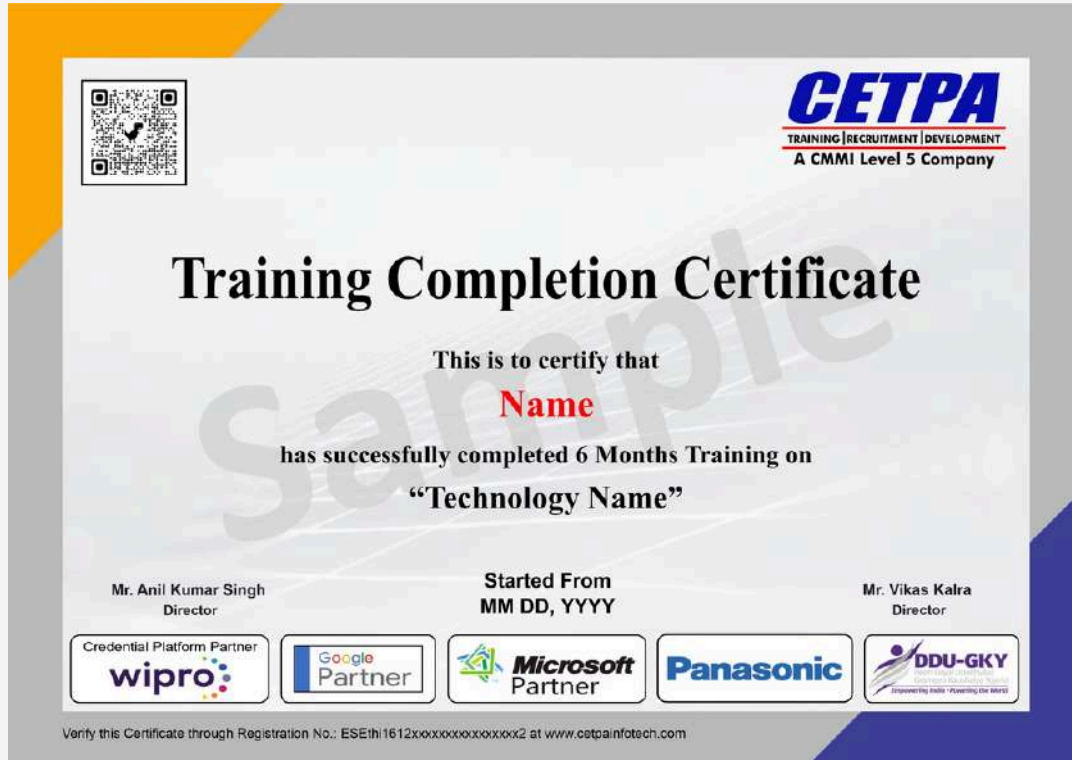 CETPA
TRAINING|RECRUITMENT|DEVELOPMENT
A CMMI Level 5 Company
Training Completion Certificate
This is to certify that
Name
has successfully completed 6 Months Training on
“Technology Name”
Sample
Mr. Anil Kumar Singh
Director
Started From
MM DD, YYYY
Mr. Vikas Kalra
Director
Credential Platform Partner
wipro
Google
Partner
Microsoft
Partner
Panasonic
DDU-GKY
Empowering India - Powering the World
Verify this Certificate through Registration No.: ESEthi1612xxxxxxxxxxxxxxxx2 at www.cetpainfotech.com